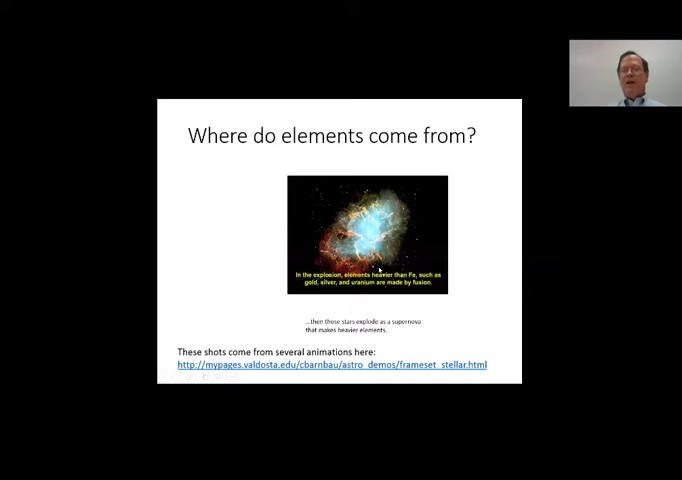 Where do elements come from?
In the explosion, elements heavier than Fe, such as
gold, silver, and uranium are made by fusion.
...then these stars explode as a supernova
that makes heavier elements.
These shots come from several animations here:
http://mypages.valdosta.edu/cbarnbau/astro_demos/frameset_stellar.html